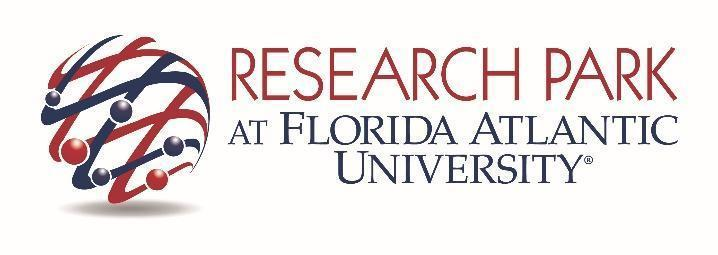 RESEARCH PARK
AT FLORIDA ATLANTIC
UNIVERSITY®